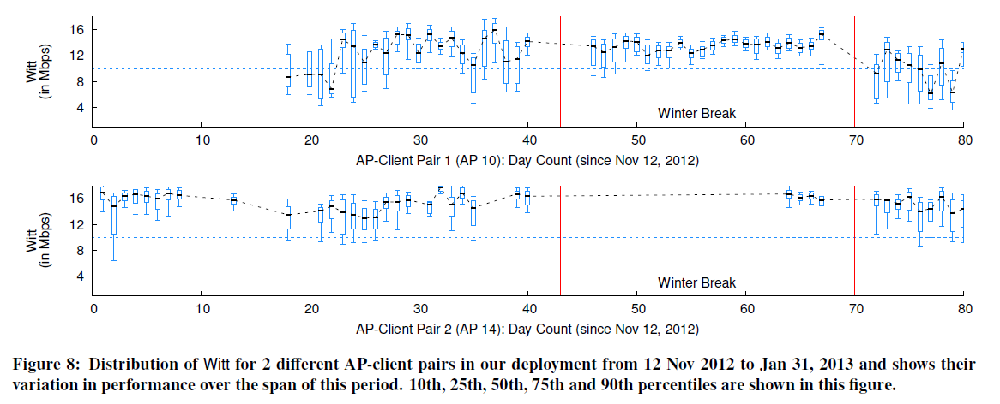 16
12
8
4
Witt
(in Mbps)
Winter Break
0 10 20 30 40 50 60 70 80
AP-Client Pair 1 (AP 10): Day Count (since Nov 12, 2012)
16
12
8
4
Witt
(in Mbps)
Winter Break
0 10 20 30 40 50 60 70 80
AP-Client Pair 2 (AP 14): Day Count (since Nov 12, 2012)
Figure 8: Distribution of Witt for 2 different AP-client pairs in our deployment from 12 Nov 2012 to Jan 31, 2013 and shows their
variation in performance over the span of this period. 10th, 25th, 50th, 75th and 90th percentiles are shown in this figure.